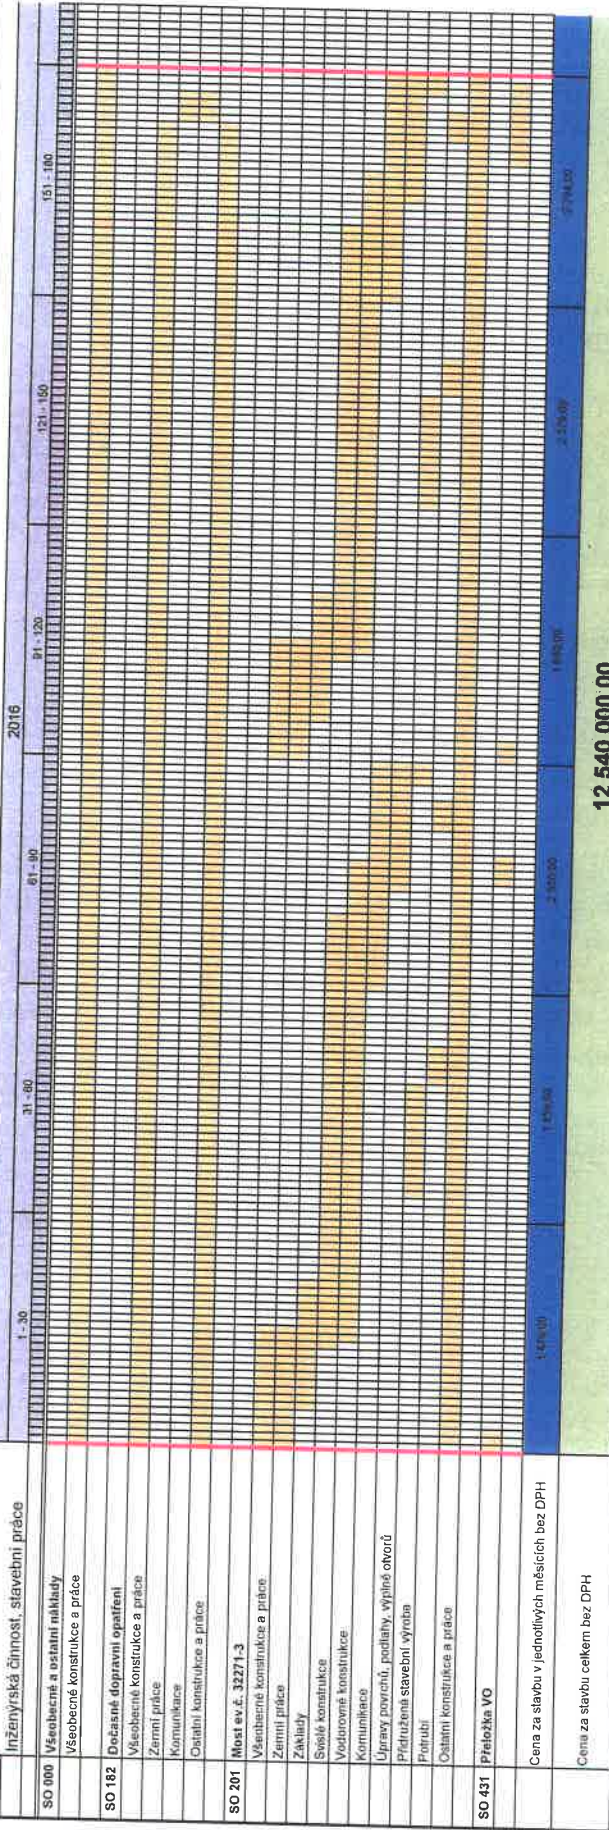 Inženýrská činnost, stavební práce
2016
1 - 30
31 - 60
61 - 90
91 - 120
121 - 150
151 - 180
SO 000 Všeobecné a ostatní náklady
Všeobecné konstrukce a práce
SO 182 Dočasné dopravní opatření
Všeobecné konstrukce a práce
Zemní práce
Komunikace
Ostatní konstrukce a práce
SO 201 Most ev.č. 32271-3
Všeobecné konstrukce a práce
Zemní práce
Základy
Svislé konstrukce
Vodorovné konstrukce
Komunikace
Úpravy povrchů, podlahy, výplně otvorů
Přidružená stavební výroba
Potrubí
Ostatní konstrukce a práce
SO 431 Přeložka VO
Cena za stavbu v jednotlivých měsících bez DPH
Cena za stavbu celkem bez DPH
12 540 000,00